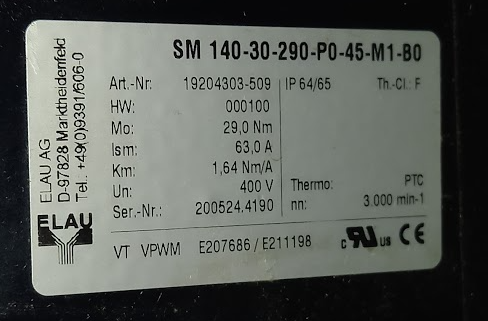 SM 140-30-290-P0-45-M1-B0
Art.-Nr: 19204303-509 IP 64/65 Th.-Cl.: F
HW: 000100
Mo: 29,0 Nm
Ism: 63,0 A
Km: 1,64 Nm/A
Un: 400 V Thermo: PTC
Ser.-Nr.: 200524.4190 nn: 3.000 min-1
VT VPWM E207686 / E211198 c RU US CE
ELAU AG
D-97828 Marktheidenfeld
Tel.: +49(0)9391/606-0
ELAU